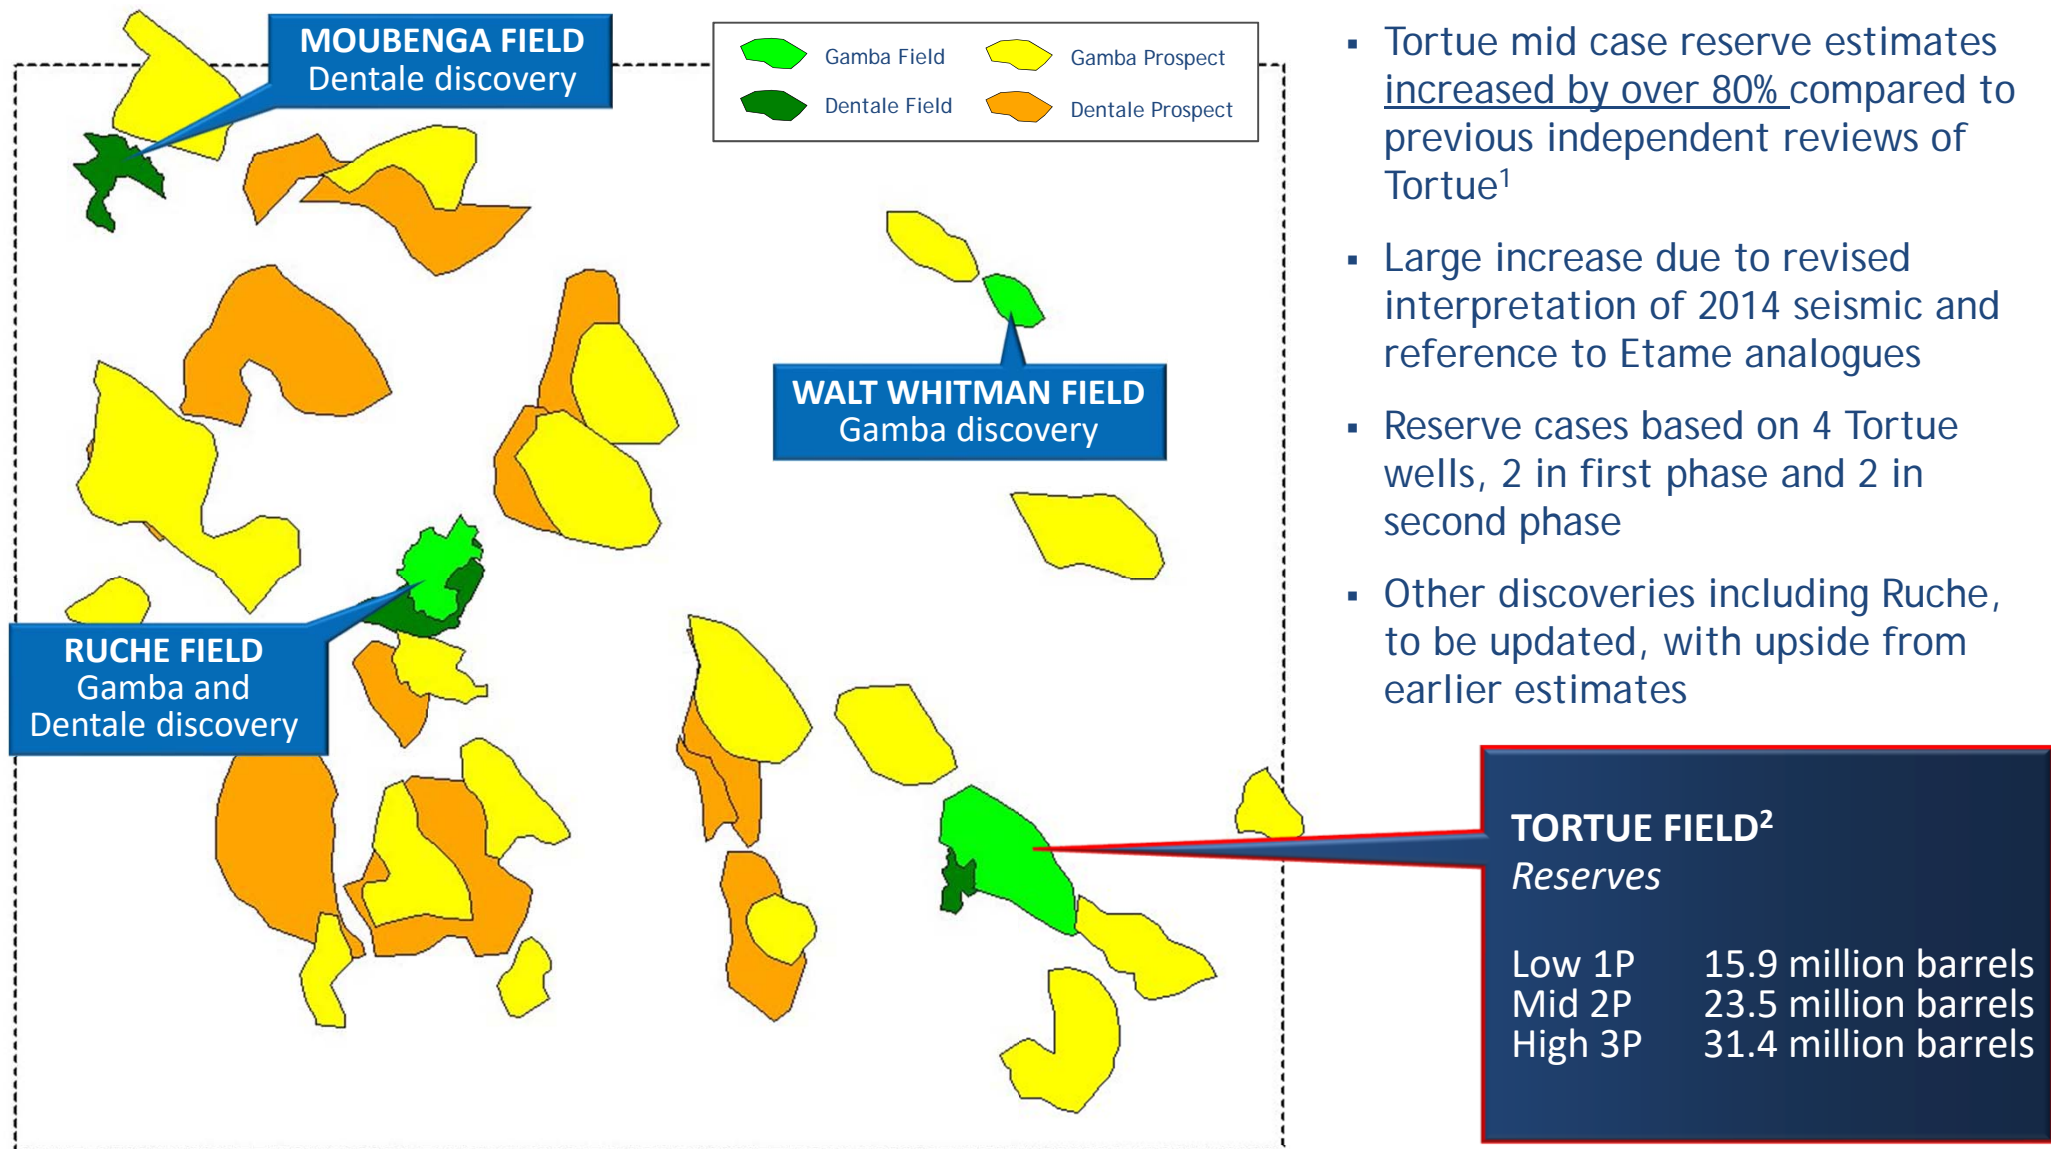 MOUBENGA FIELD
Dentale discovery
Gamba Field
Gamba Prospect
Dentale Field
Dentale Prospect
WALT WHITMAN FIELD
Gamba discovery
RUCHE FIELD
Gamba and
Dentale discovery
▪ Tortue mid case reserve estimates
increased by over 80% compared to
previous independent reviews of
Tortue¹
▪ Large increase due to revised
interpretation of 2014 seismic and
reference to Etame analogues
▪ Reserve cases based on 4 Tortue
wells, 2 in first phase and 2 in
second phase
▪ Other discoveries including Ruche,
to be updated, with upside from
earlier estimates
TORTUE FIELD²
Reserves
Low 1P 15.9 million barrels
Mid 2P 23.5 million barrels
High 3P 31.4 million barrels